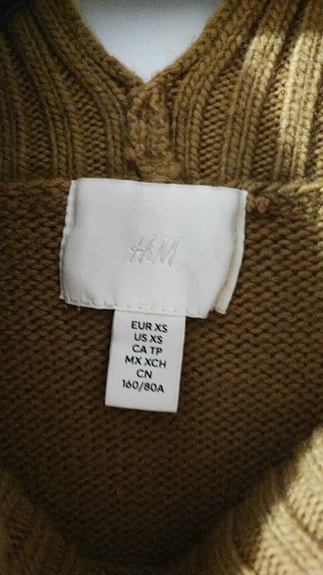 H&M
EUR XS
US XS
CA TP
MX XCH
CN
160/80A